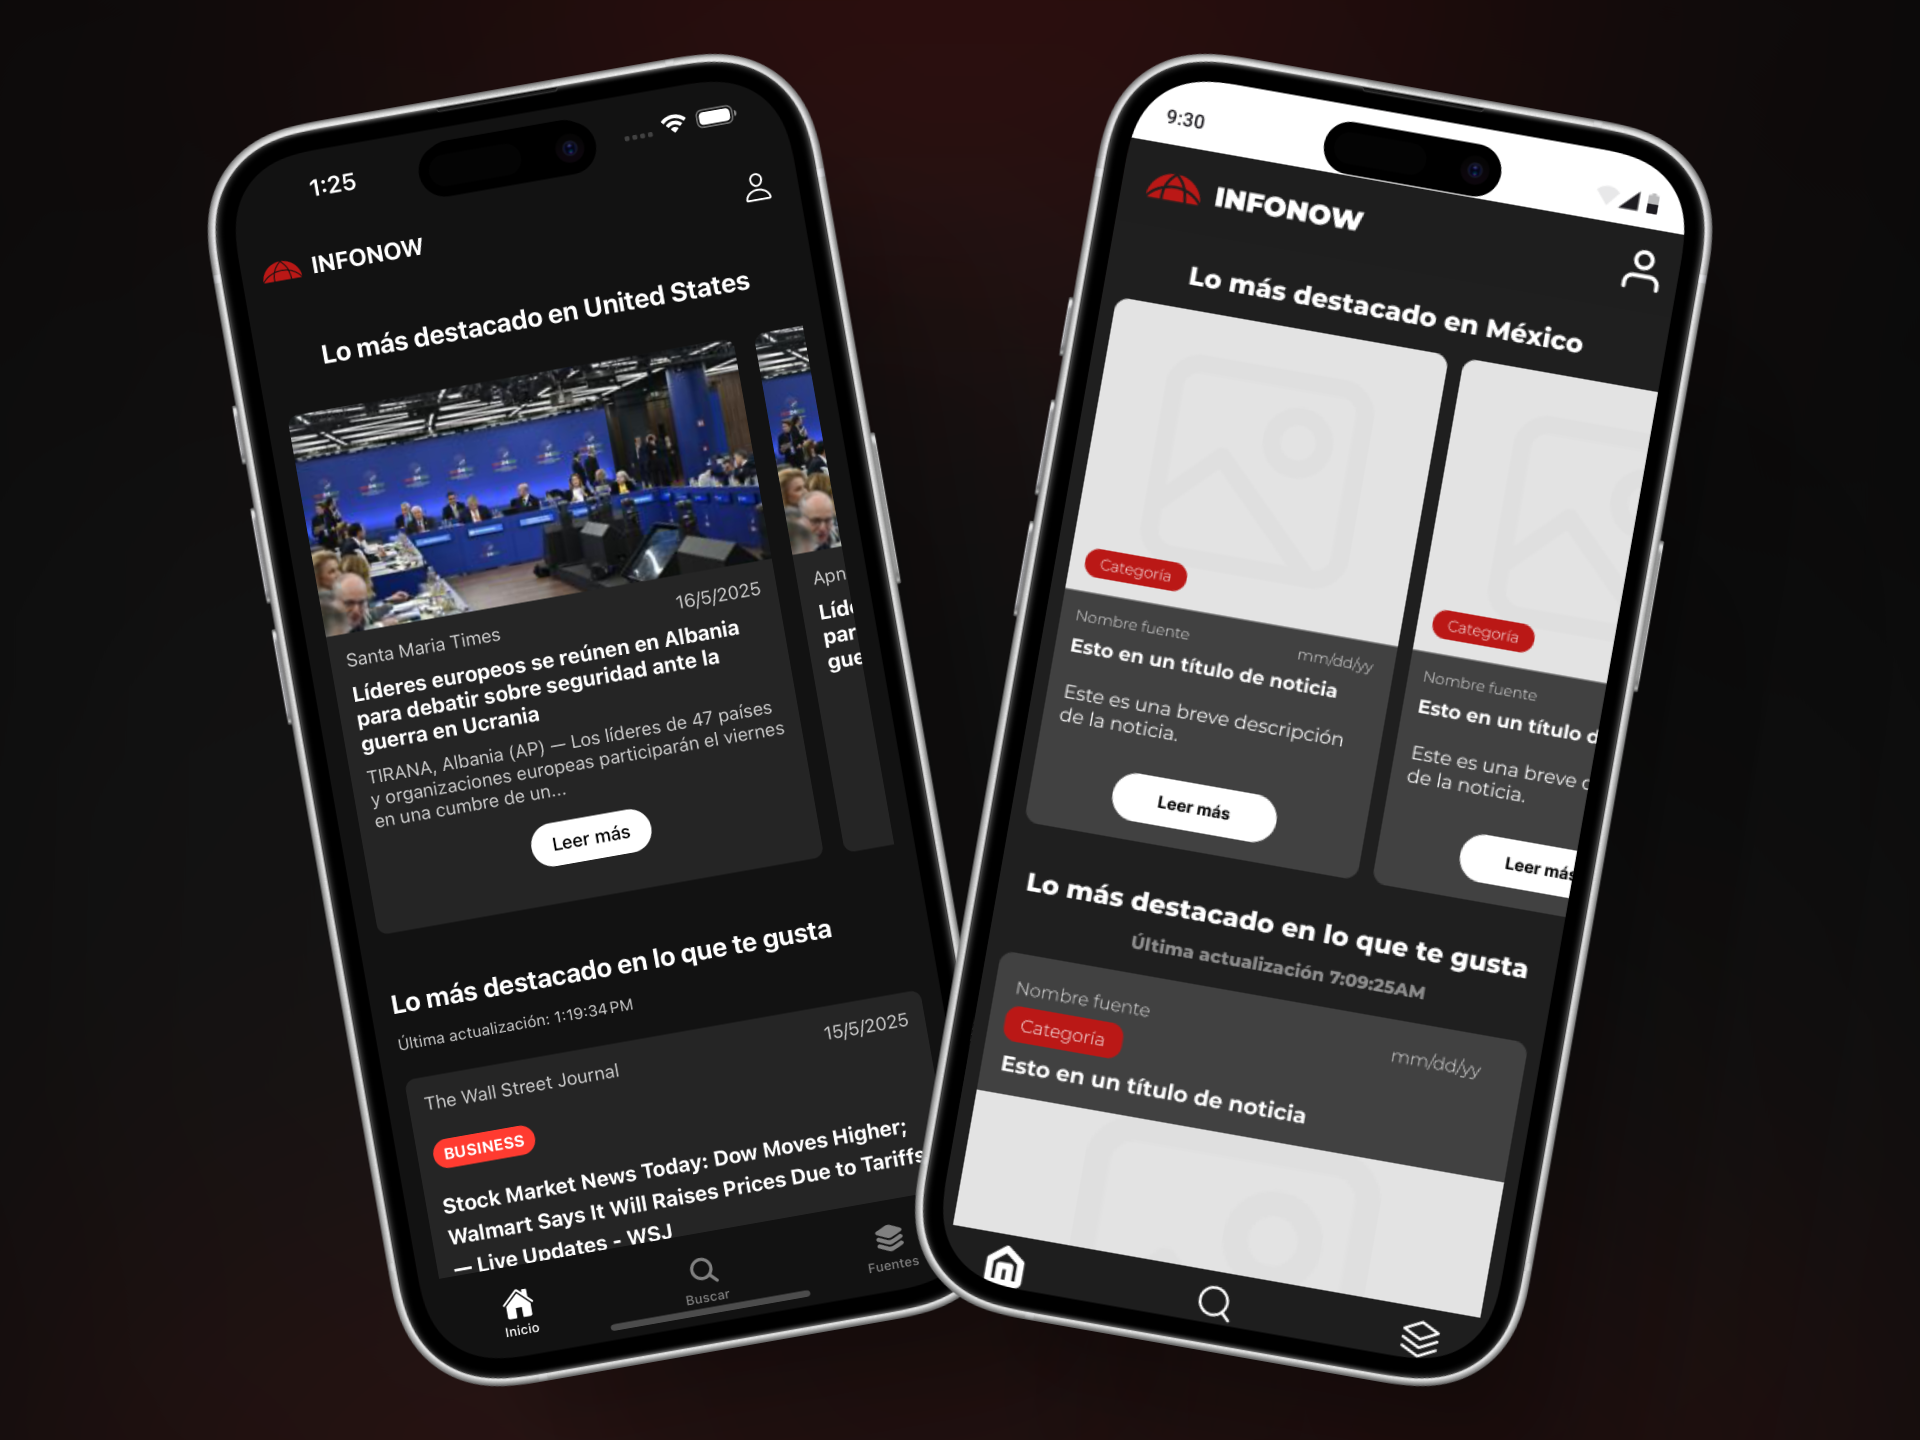 1:25
INFONOW
Lo más destacado en United States
Santa Maria Times
16/5/2025
Líderes europeos se reúnen en Albania
para debatir sobre seguridad ante la
guerra en Ucrania
TIRANA, Albania (AP) — Los líderes de 47 países
y organizaciones europeas participarán el viernes
en una cumbre de un...
Leer más
Apn
Líde
par
gue
Lo más destacado en lo que te gusta
Última actualización: 1:19:34 PM
The Wall Street Journal
15/5/2025
BUSINESS
Stock Market News Today: Dow Moves Higher;
Walmart Says It Will Raises Prices Due to Tariffs
— Live Updates - WSJ
Inicio
Buscar
Fuentes
9:30
INFONOW
Lo más destacado en México
Categoría
Nombre fuente
mm/dd/yy
Esto en un título de noticia
Este es una breve descripción
de la noticia.
Leer más
Categoría
Nombre fuente
Esto en un título d
Este es una breve d
de la noticia.
Leer más
Lo más destacado en lo que te gusta
Última actualización 7:09:25AM
Nombre fuente
Categoría
mm/dd/yy
Esto en un título de noticia